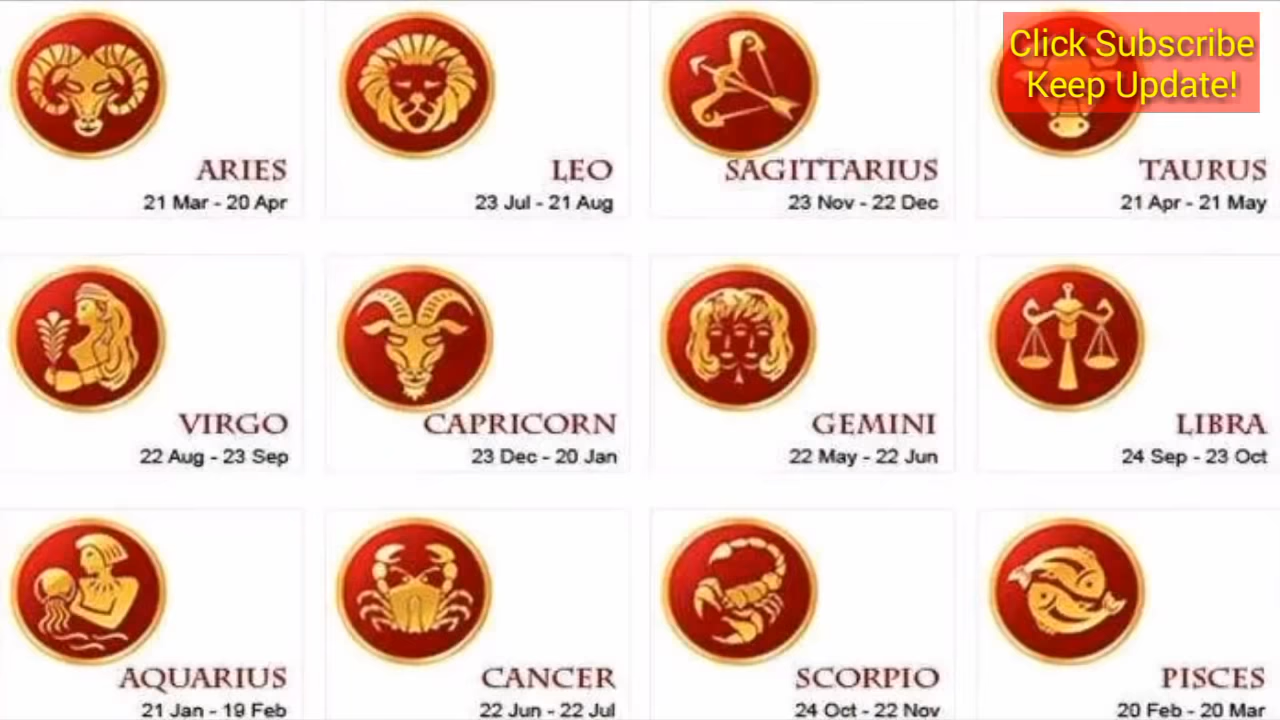 Click Subscribe
Keep Update!
ARIES
21 Mar - 20 Apr
LEO
23 Jul - 21 Aug
SAGITTARIUS
23 Nov - 22 Dec
TAURUS
21 Apr - 21 May
VIRGO
22 Aug - 23 Sep
CAPRICORN
23 Dec - 20 Jan
GEMINI
22 May - 22 Jun
LIBRA
24 Sep - 23 Oct
AQUARIUS
21 Jan - 19 Feb
CANCER
22 Jun - 22 Jul
SCORPIO
24 Oct - 22 Nov
PISCES
20 Feb - 20 Mar